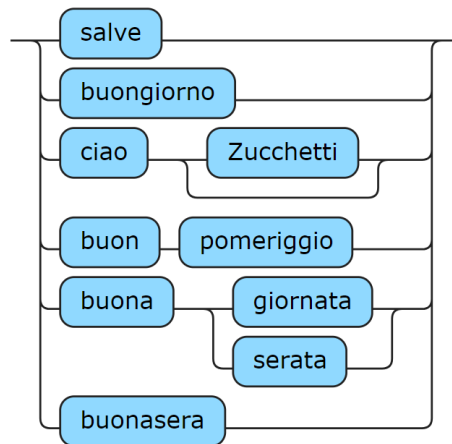 salve
buongiorno
ciao Zucchetti
buon pomeriggio
buona giornata
serata
buonasera